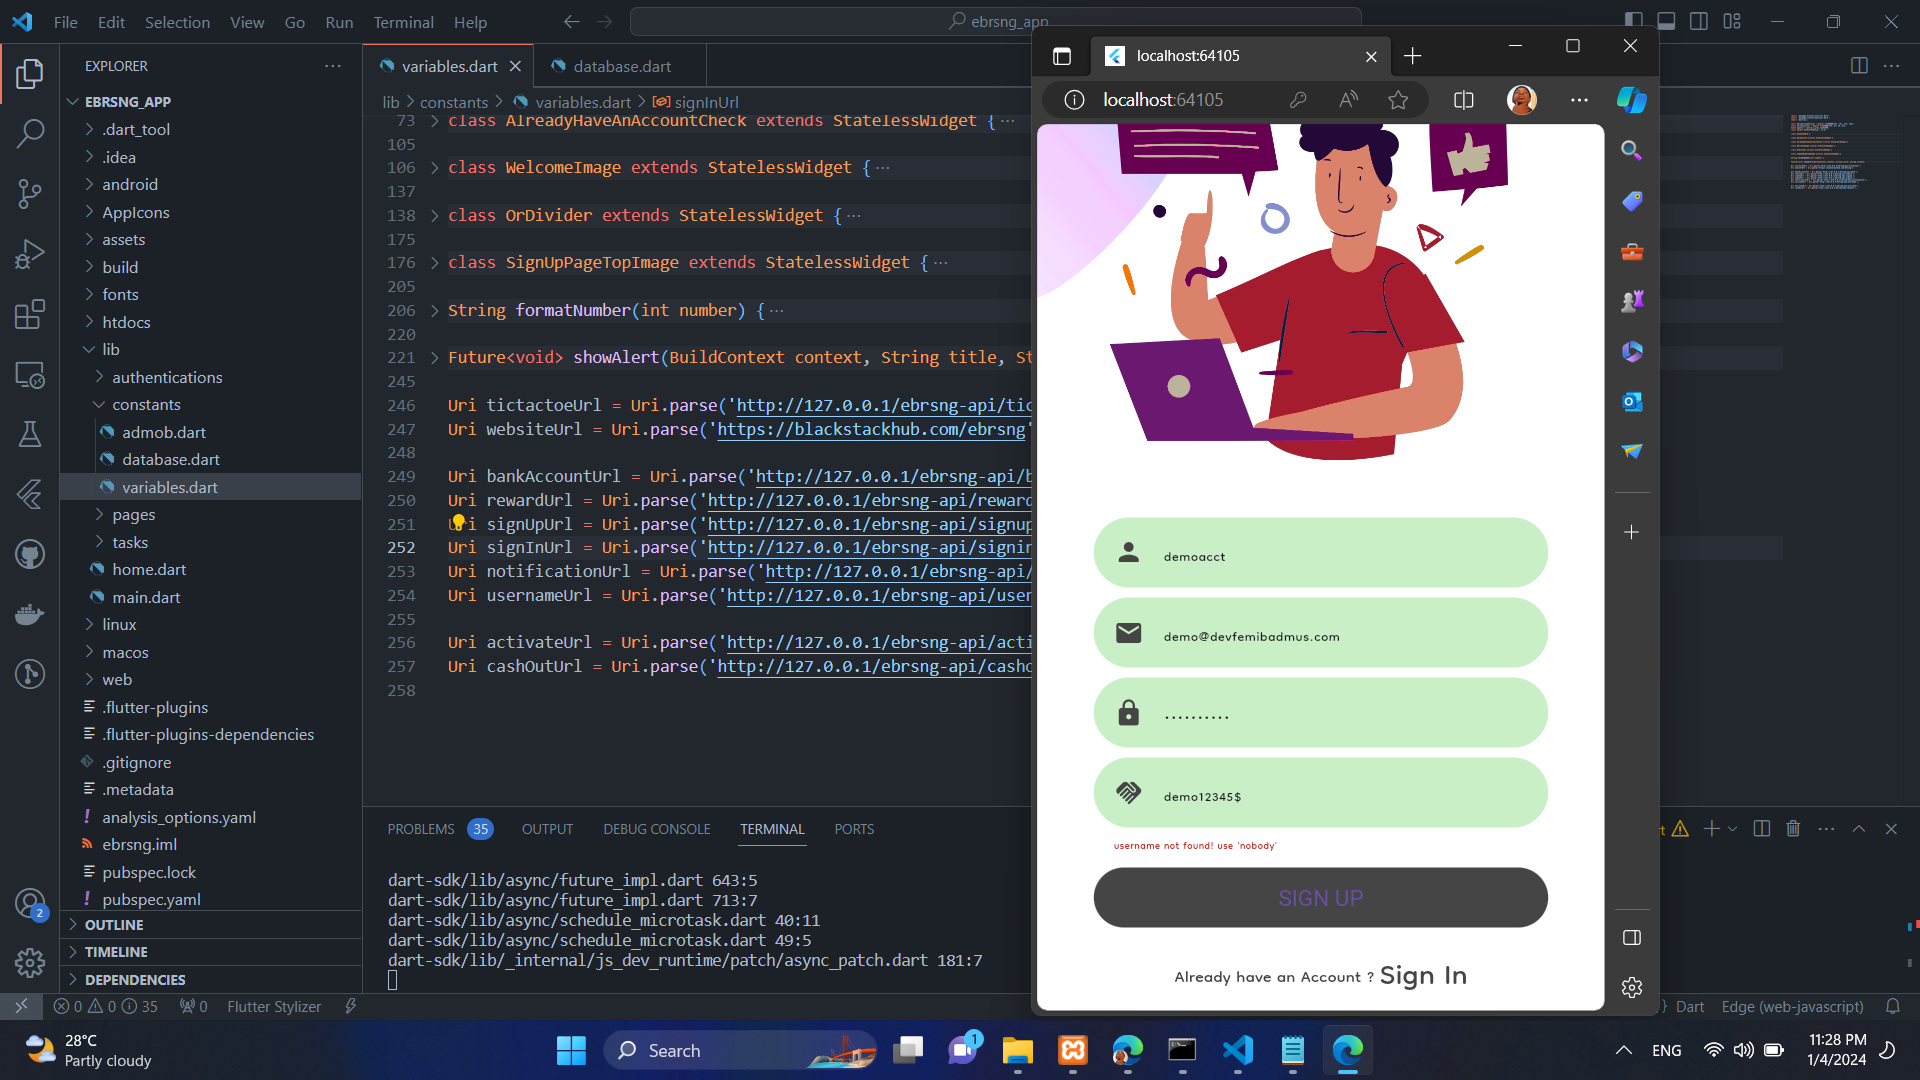 File Edit Selection View Go Run Terminal Help
ebrsng_app
EXPLORER
EBRSNG_APP
.dart_tool
.idea
android
AppIcons
assets
build
fonts
htdocs
lib
authentications
constants
admob.dart
database.dart
variables.dart
pages
tasks
home.dart
main.dart
linux
macos
web
.flutter-plugins
.flutter-plugins-dependencies
.gitignore
.metadata
analysis_options.yaml
ebrsng.iml
pubspec.lock
pubspec.yaml
OUTLINE
TIMELINE
DEPENDENCIES
variables.dart
database.dart
lib > constants > variables.dart > signInUrl
73 class AlreadyHaveAnAccountCheck extends StatelessWidget {···
105
106 class WelcomeImage extends StatelessWidget {···
137
138 class OrDivider extends StatelessWidget {···
175
176 class SignUpPageTopImage extends StatelessWidget {···
205
206 String formatNumber(int number) {···
220
221 Future<void> showAlert(BuildContext context, String title, St
245
246 Uri tictactoeUrl = Uri.parse('http://127.0.0.1/ebrsng-api/tic
247 Uri websiteUrl = Uri.parse('https://blackstackhub.com/ebrsng'
248
249 Uri bankAccountUrl = Uri.parse('http://127.0.0.1/ebrsng-api/b
250 Uri rewardUrl = Uri.parse('http://127.0.0.1/ebrsng-api/reward
251 Uri signUpUrl = Uri.parse('http://127.0.0.1/ebrsng-api/signup
252 Uri signInUrl = Uri.parse('http://127.0.0.1/ebrsng-api/signin
253 Uri notificationUrl = Uri.parse('http://127.0.0.1/ebrsng-api/
254 Uri usernameUrl = Uri.parse('http://127.0.0.1/ebrsng-api/user
255
256 Uri activateUrl = Uri.parse('http://127.0.0.1/ebrsng-api/acti
257 Uri cashOutUrl = Uri.parse('http://127.0.0.1/ebrsng-api/casho
258
PROBLEMS 35 OUTPUT DEBUG CONSOLE TERMINAL PORTS
dart-sdk/lib/async/future_impl.dart 643:5
dart-sdk/lib/async/future_impl.dart 713:7
dart-sdk/lib/async/schedule_microtask.dart 40:11
dart-sdk/lib/async/schedule_microtask.dart 49:5
dart-sdk/lib/_internal/js_dev_runtime/patch/async_patch.dart 181:7
localhost:64105
localhost:64105
demoacct
demo@devfemibadmus.com
··········
demo12345$
username not found! use 'nobody'
SIGN UP
Already have an Account ? Sign In
2
0 0 35 0 Flutter Stylizer
Dart Edge (web-javascript)
28°C
Partly cloudy
Search
1
ENG
11:28 PM
1/4/2024